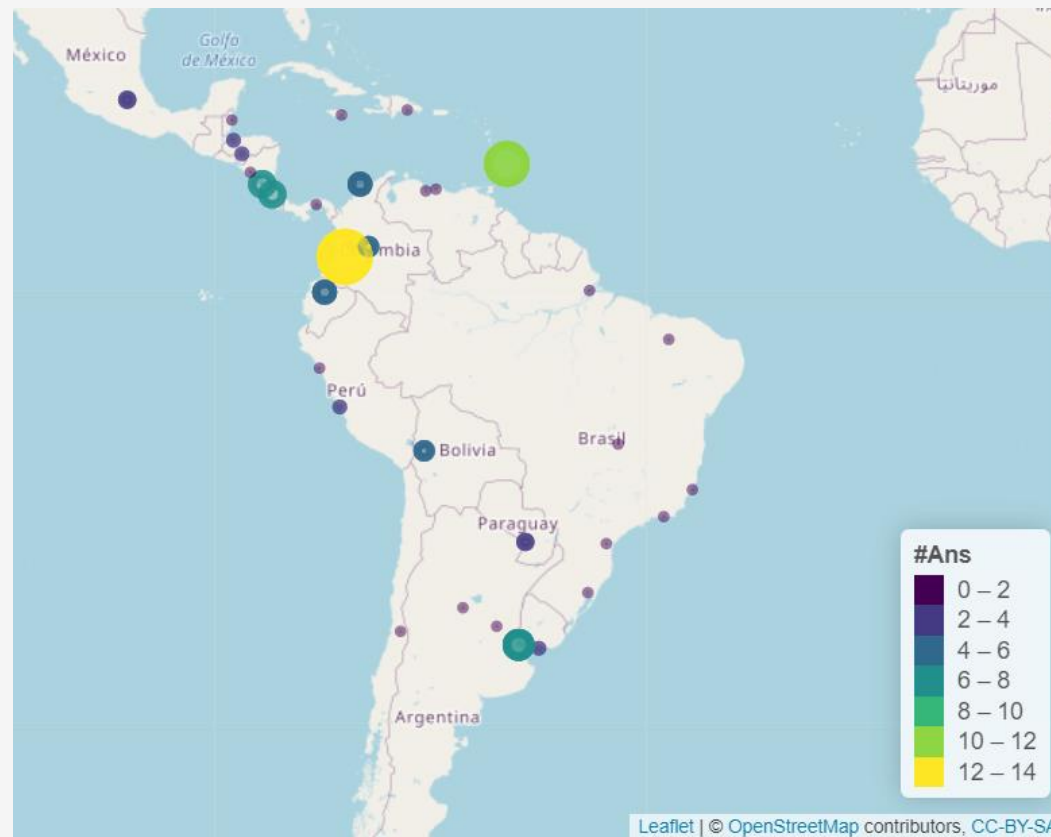 México
Golfo
de México
موريتانيا
mbia
Perú
Bolivia
Brasil
Paraguay
Argentina
#Ans
0 – 2
2 – 4
4 – 6
6 – 8
8 – 10
10 – 12
12 – 14
Leaflet | © OpenStreetMap contributors, CC-BY-SA